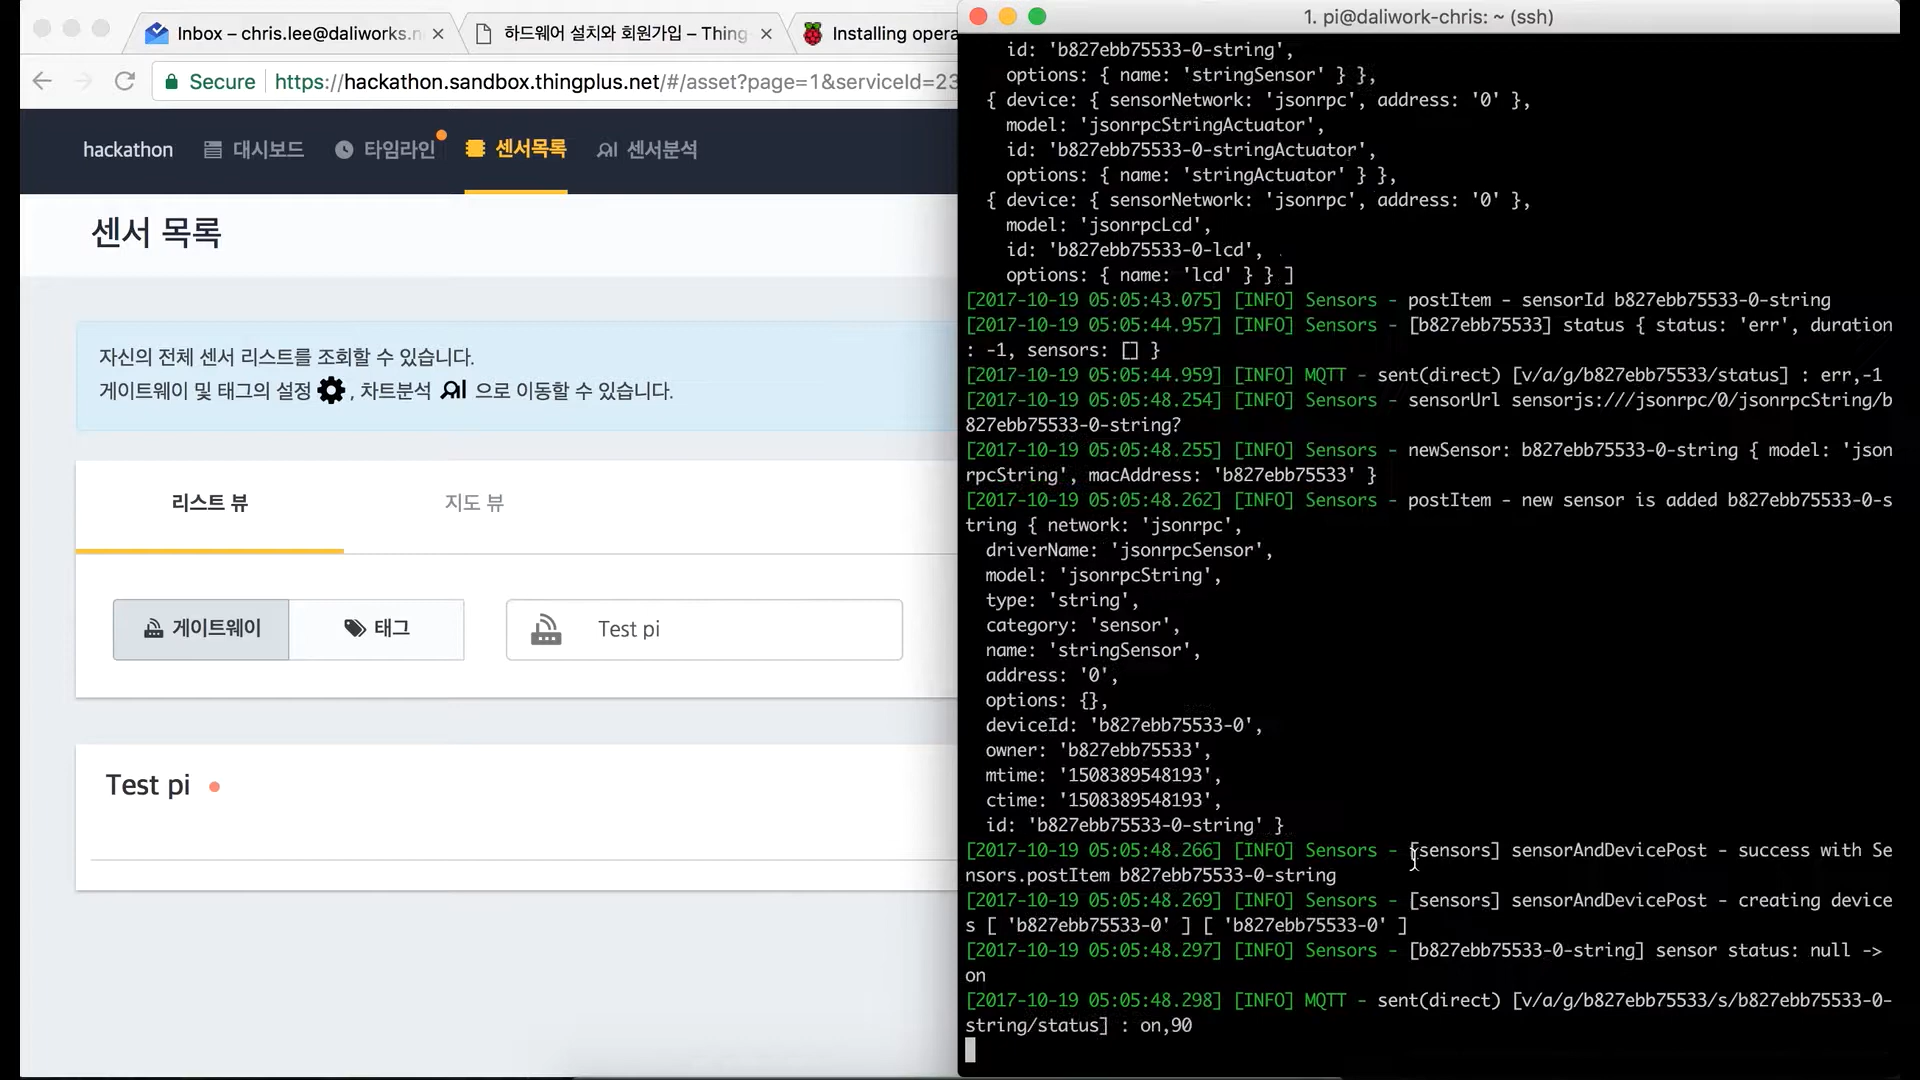 Inbox – chris.lee@daliworks.n
하드웨어 설치와 회원가입 – Thing
Installing opera
Secure
https://hackathon.sandbox.thingplus.net/#/asset?page=1&serviceId=23
hackathon
대시보드
타임라인
센서목록
센서분석
센서 목록
자신의 전체 센서 리스트를 조회할 수 있습니다.
게이트웨이 및 태그의 설정 , 차트분석 으로 이동할 수 있습니다.
리스트 뷰
지도 뷰
게이트웨이
태그
Test pi
Test pi
1. pi@daliwork-chris: ~ (ssh)
id: 'b827ebb75533-0-string',
options: { name: 'stringSensor' } },
{ device: { sensorNetwork: 'jsonrpc', address: '0' },
model: 'jsonrpcStringActuator',
id: 'b827ebb75533-0-stringActuator',
options: { name: 'stringActuator' } },
{ device: { sensorNetwork: 'jsonrpc', address: '0' },
model: 'jsonrpcLcd',
id: 'b827ebb75533-0-lcd',
options: { name: 'lcd' } } ]
[2017-10-19 05:05:43.075] [INFO] Sensors - postItem - sensorId b827ebb75533-0-string
[2017-10-19 05:05:44.957] [INFO] Sensors - [b827ebb75533] status { status: 'err', duration
: -1, sensors: [] }
[2017-10-19 05:05:44.959] [INFO] MQTT - sent(direct) [v/a/g/b827ebb75533/status] : err,-1
[2017-10-19 05:05:48.254] [INFO] Sensors - sensorUrl sensorjs:///jsonrpc/0/jsonrpcString/b
827ebb75533-0-string?
[2017-10-19 05:05:48.255] [INFO] Sensors - newSensor: b827ebb75533-0-string { model: 'json
rpcString', macAddress: 'b827ebb75533' }
[2017-10-19 05:05:48.262] [INFO] Sensors - postItem - new sensor is added b827ebb75533-0-s
tring { network: 'jsonrpc',
driverName: 'jsonrpcSensor',
model: 'jsonrpcString',
type: 'string',
category: 'sensor',
name: 'stringSensor',
address: '0',
options: {},
deviceId: 'b827ebb75533-0',
owner: 'b827ebb75533',
mtime: '1508389548193',
ctime: '1508389548193',
id: 'b827ebb75533-0-string' }
[2017-10-19 05:05:48.266] [INFO] Sensors - [sensors] sensorAndDevicePost - success with Se
nsors.postItem b827ebb75533-0-string
[2017-10-19 05:05:48.269] [INFO] Sensors - [sensors] sensorAndDevicePost - creating device
s [ 'b827ebb75533-0' ] [ 'b827ebb75533-0' ]
[2017-10-19 05:05:48.297] [INFO] Sensors - [b827ebb75533-0-string] sensor status: null ->
on
[2017-10-19 05:05:48.298] [INFO] MQTT - sent(direct) [v/a/g/b827ebb75533/s/b827ebb75533-0-
string/status] : on,90